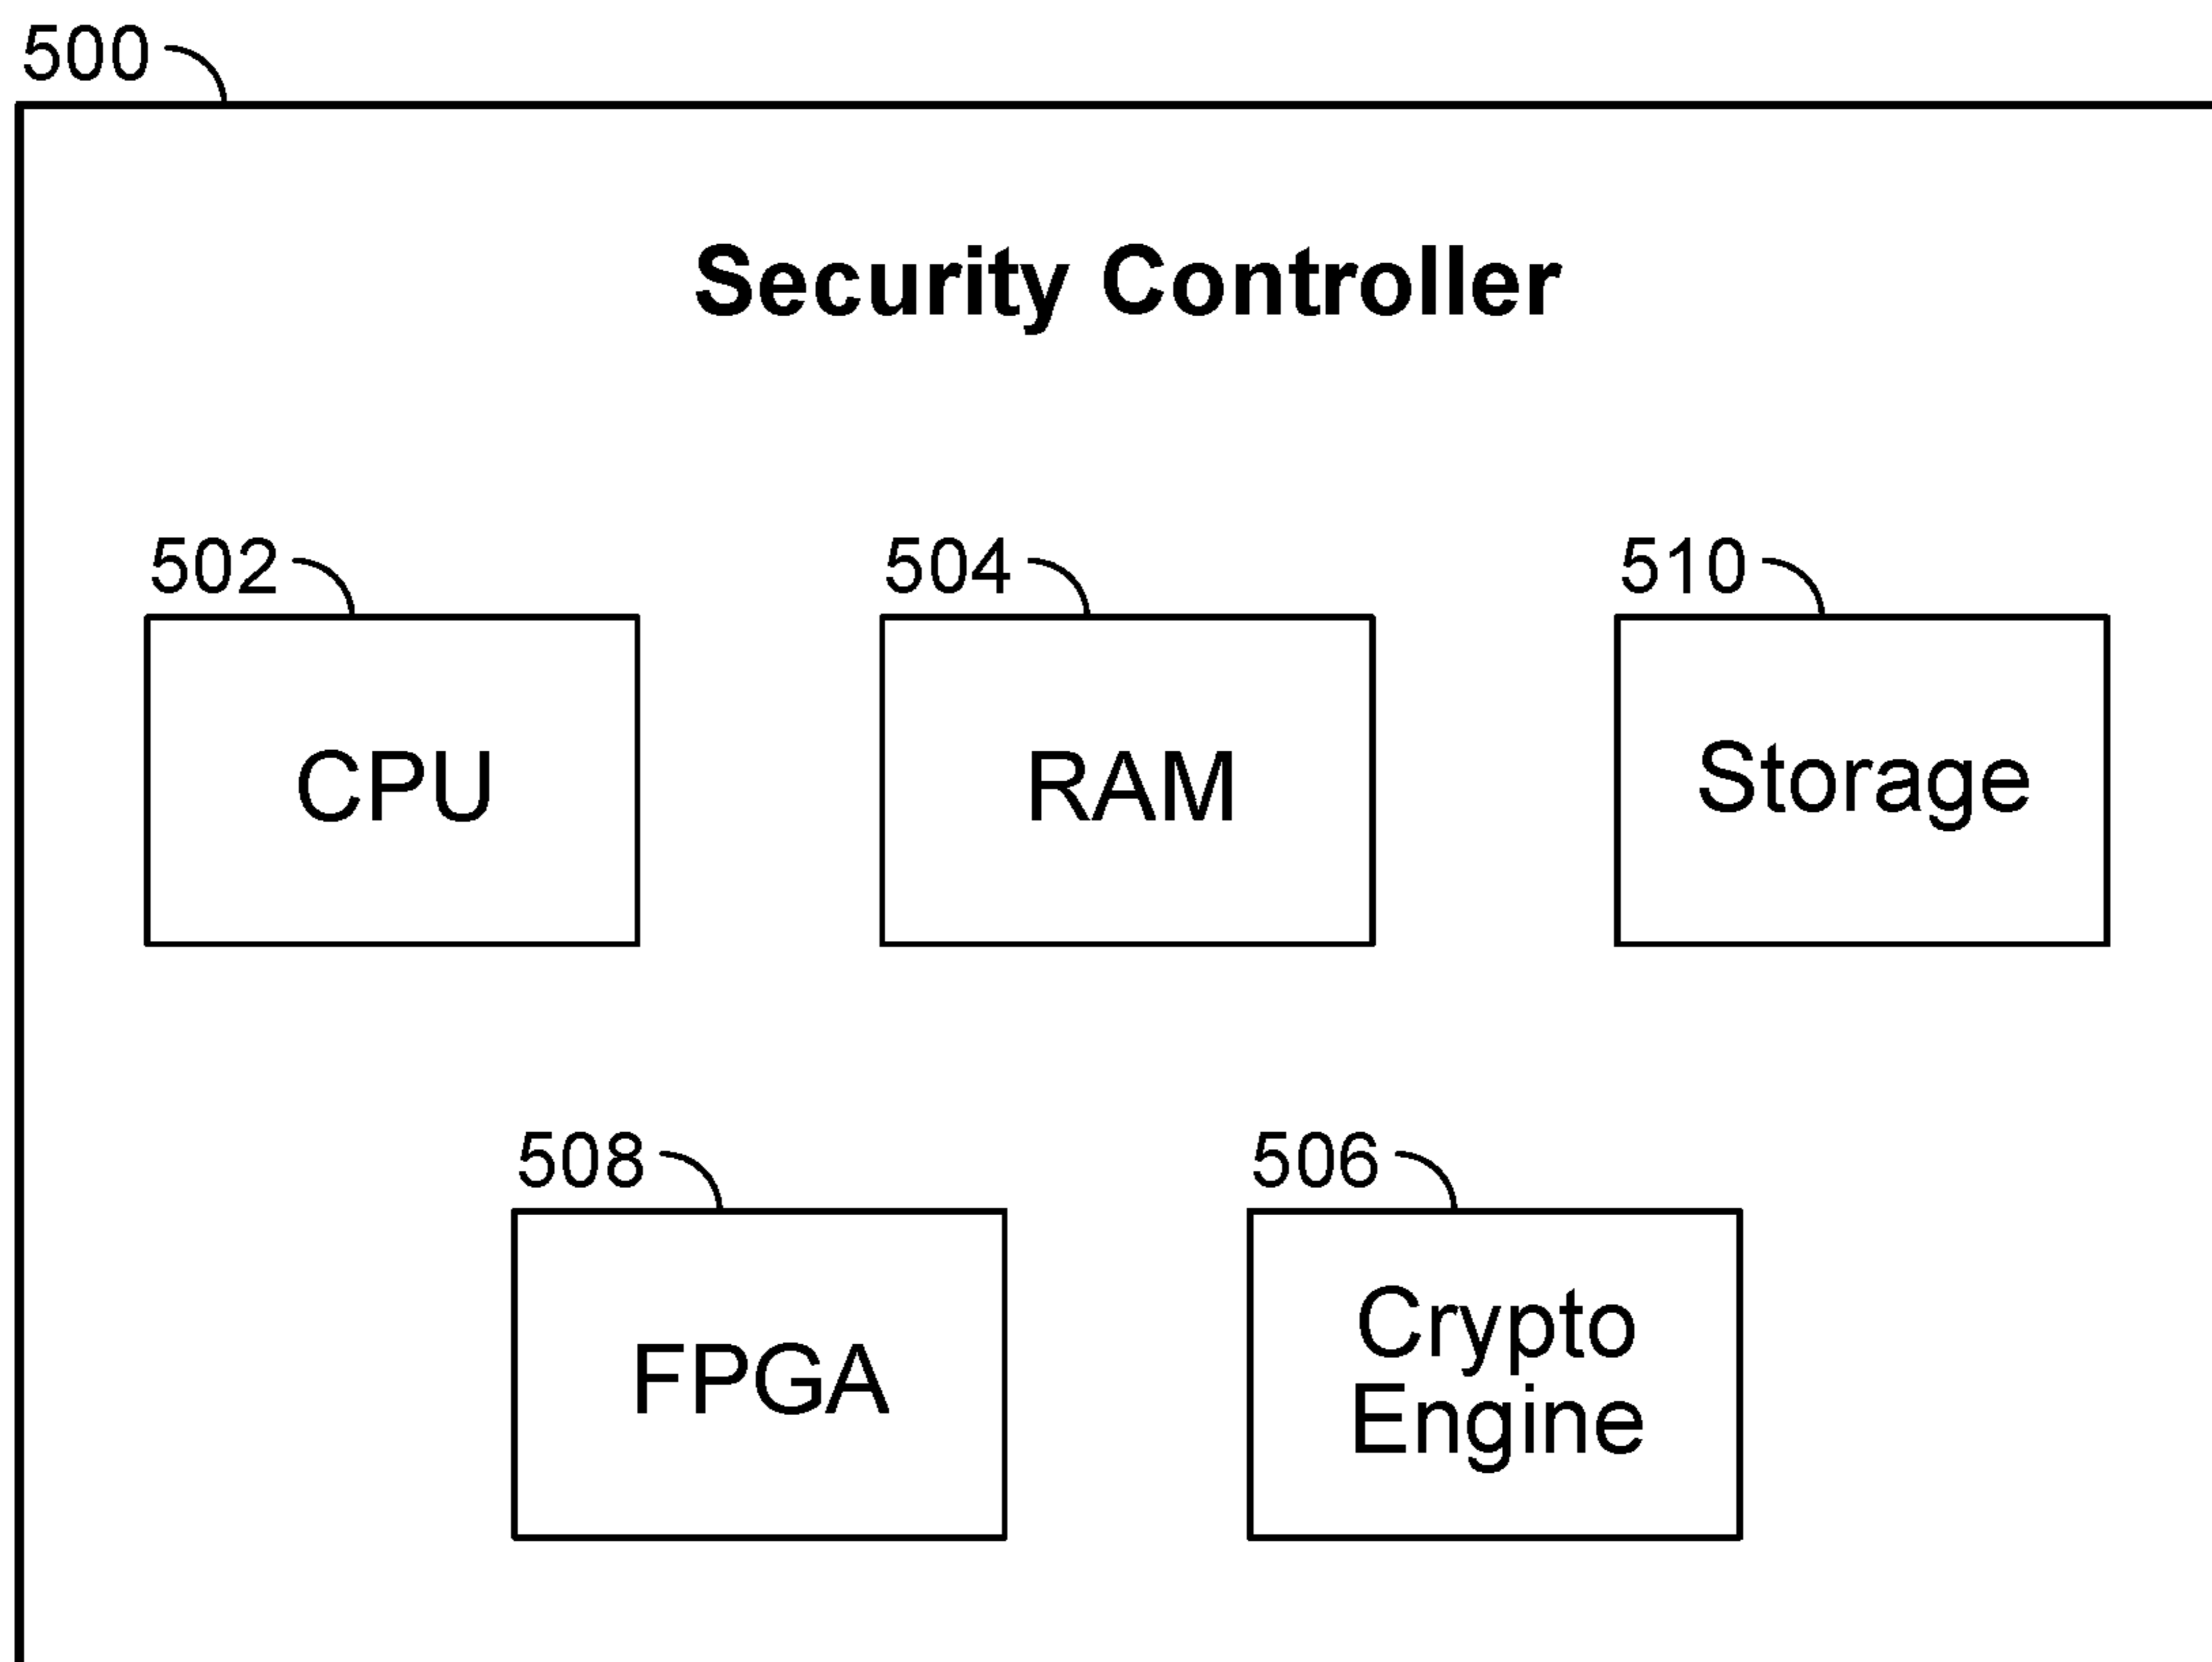 500
Security Controller
502
504
510
CPU
RAM
Storage
508
506
FPGA
Crypto
Engine